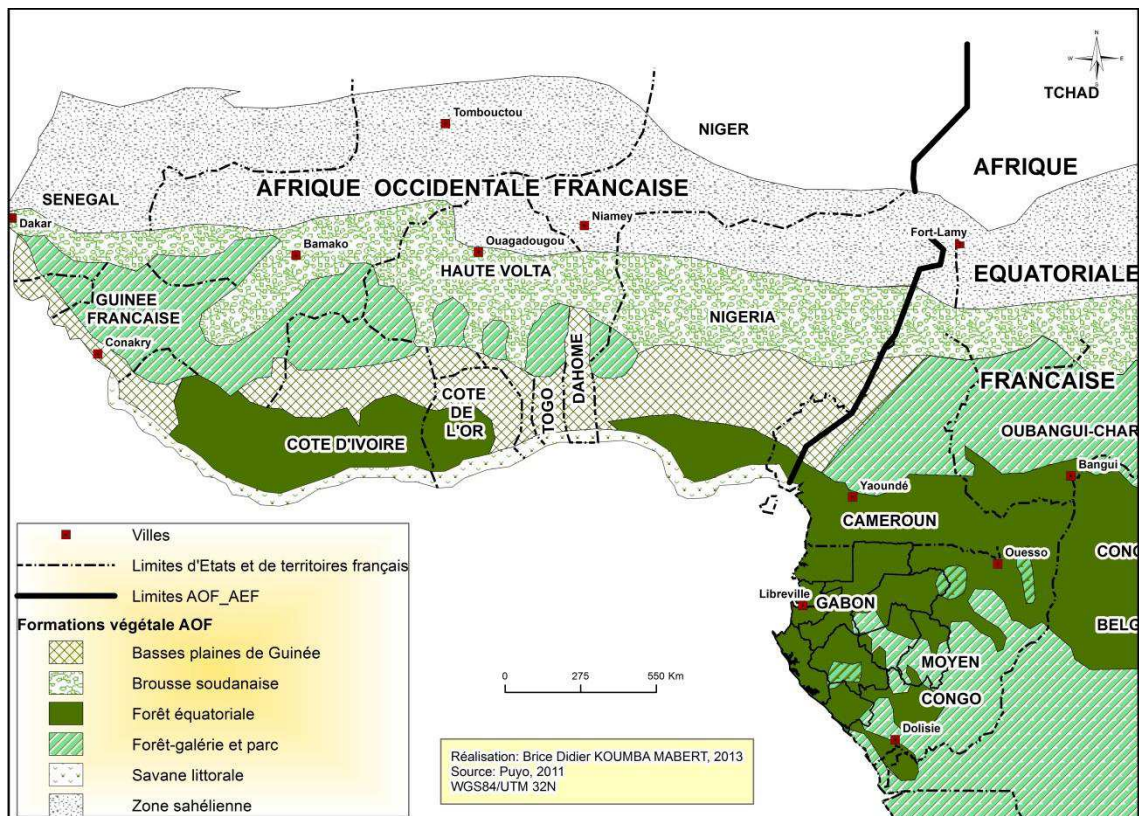 N
W E
S
TCHAD
Tombouctou
NIGER
AFRIQUE
AFRIQUE OCCIDENTALE FRANCAISE
SENEGAL
Dakar
Niamey
Fort-Lamy
Bamako
Ouagadougou
HAUTE VOLTA
EQUATORIALE
GUINEE
FRANCAISE
NIGERIA
Conakry
DAHOME
TOGO
FRANCAISE
COTE
DE
L'OR
COTE D'IVOIRE
OUBANGUI-CHAR
Bangui
Yaoundé
CAMEROUN
Ouesso
CONG
Libreville
GABON
BELG
MOYEN
CONGO
Dolisie
Villes
Limites d'Etats et de territoires français
Limites AOF_AEF
Formations végétale AOF
Basses plaines de Guinée
Brousse soudanaise
Forêt équatoriale
Forêt-galérie et parc
Savane littorale
Zone sahélienne
0 275 550 Km
Réalisation: Brice Didier KOUMBA MABERT, 2013
Source: Puyo, 2011
WGS84/UTM 32N